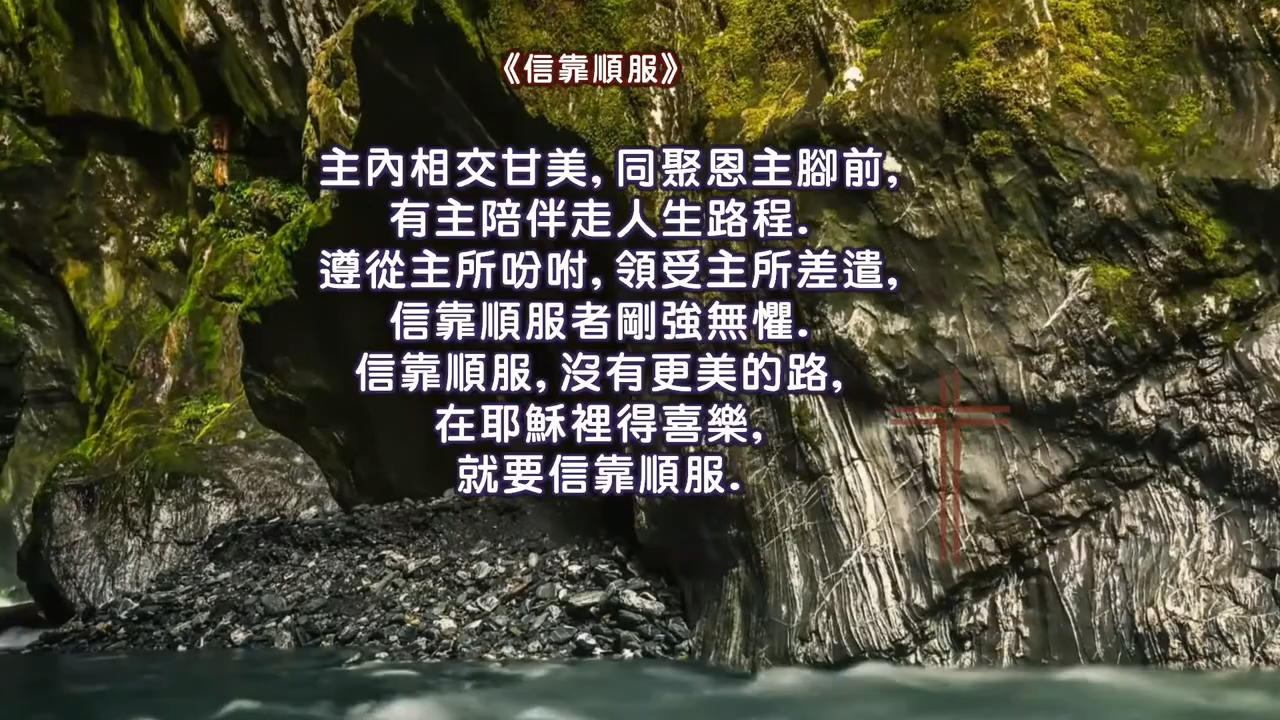 《信靠順服》
主內相交甘美, 同聚恩主腳前,
有主陪伴走人生路程.
遵從主所吩咐, 領受主所差遣,
信靠順服者剛強無懼.
信靠順服, 沒有更美的路,
在耶穌裡得喜樂,
就要信靠順服.